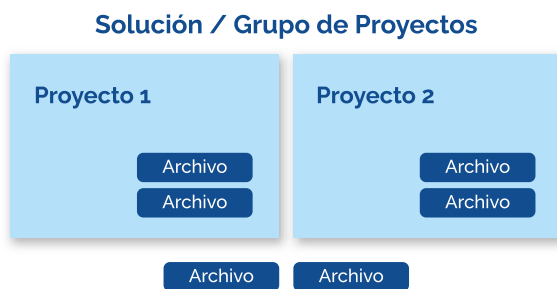 Solución / Grupo de Proyectos
Proyecto 1
Archivo
Archivo
Proyecto 2
Archivo
Archivo
Archivo
Archivo